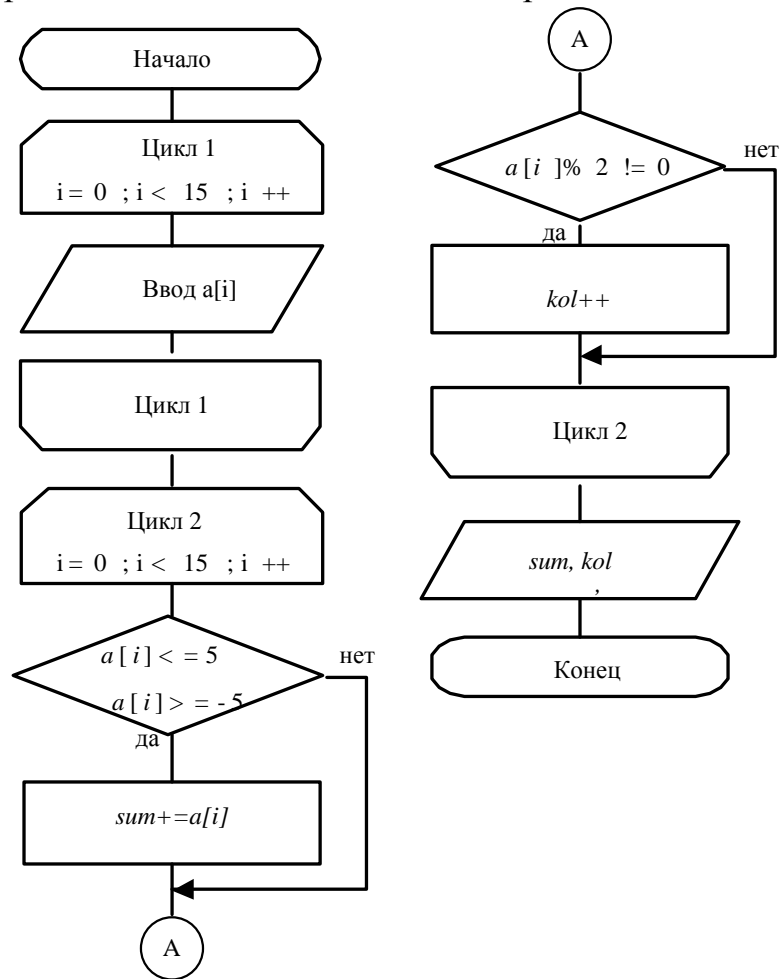 Начало
Цикл 1
i = 0 ; i < 15 ; i ++
Ввод a[i]
Цикл 1
Цикл 2
i = 0 ; i < 15 ; i ++
a [ i ] < = 5
a [ i ] > = - 5
нет
да
sum+=a[i]
A
A
a [i ]% 2 != 0
нет
да
kol++
Цикл 2
sum, kol
,
Конец